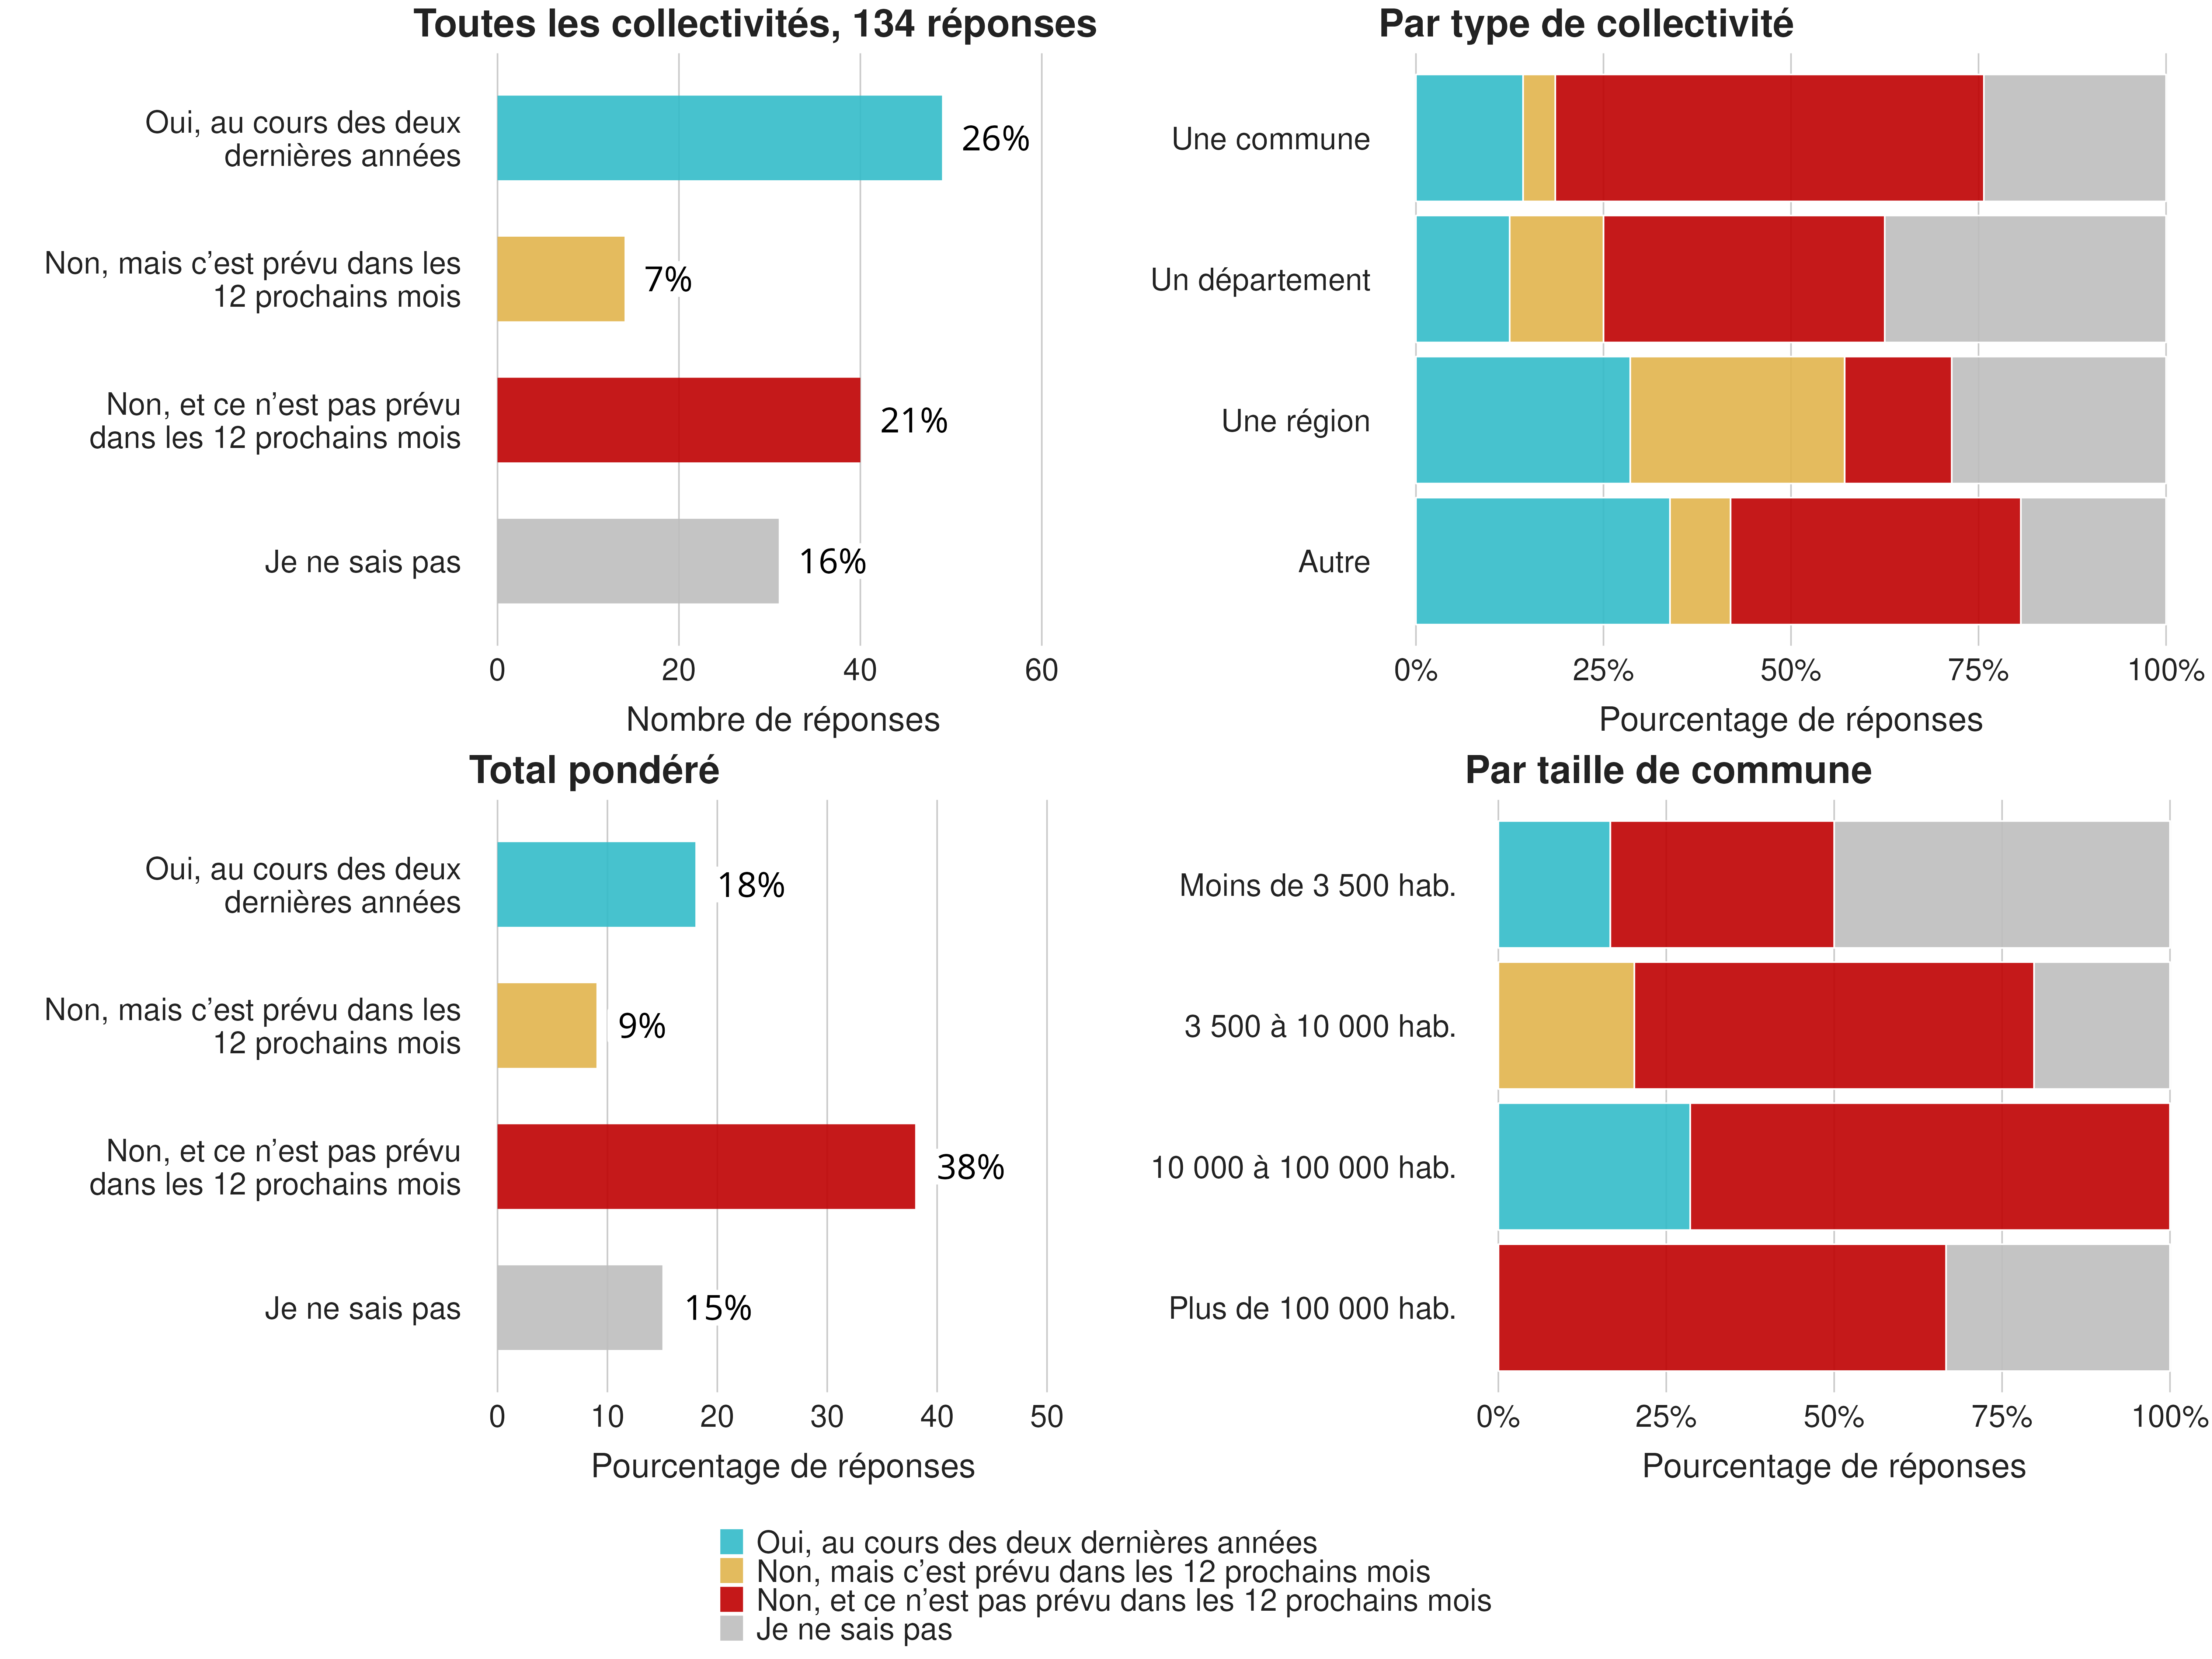 Toutes les collectivités, 134 réponses
Oui, au cours des deux
dernières années
26%
Non, mais c’est prévu dans les
12 prochains mois
7%
Non, et ce n’est pas prévu
dans les 12 prochains mois
21%
Je ne sais pas
16%
0 20 40 60
Nombre de réponses
Par type de collectivité
Une commune
Un département
Une région
Autre
0% 25% 50% 75% 100%
Pourcentage de réponses
Total pondéré
Oui, au cours des deux
dernières années
18%
Non, mais c’est prévu dans les
12 prochains mois
9%
Non, et ce n’est pas prévu
dans les 12 prochains mois
38%
Je ne sais pas
15%
0 10 20 30 40 50
Pourcentage de réponses
Par taille de commune
Moins de 3 500 hab.
3 500 à 10 000 hab.
10 000 à 100 000 hab.
Plus de 100 000 hab.
0% 25% 50% 75% 100%
Pourcentage de réponses
Oui, au cours des deux dernières années
Non, mais c’est prévu dans les 12 prochains mois
Non, et ce n’est pas prévu dans les 12 prochains mois
Je ne sais pas